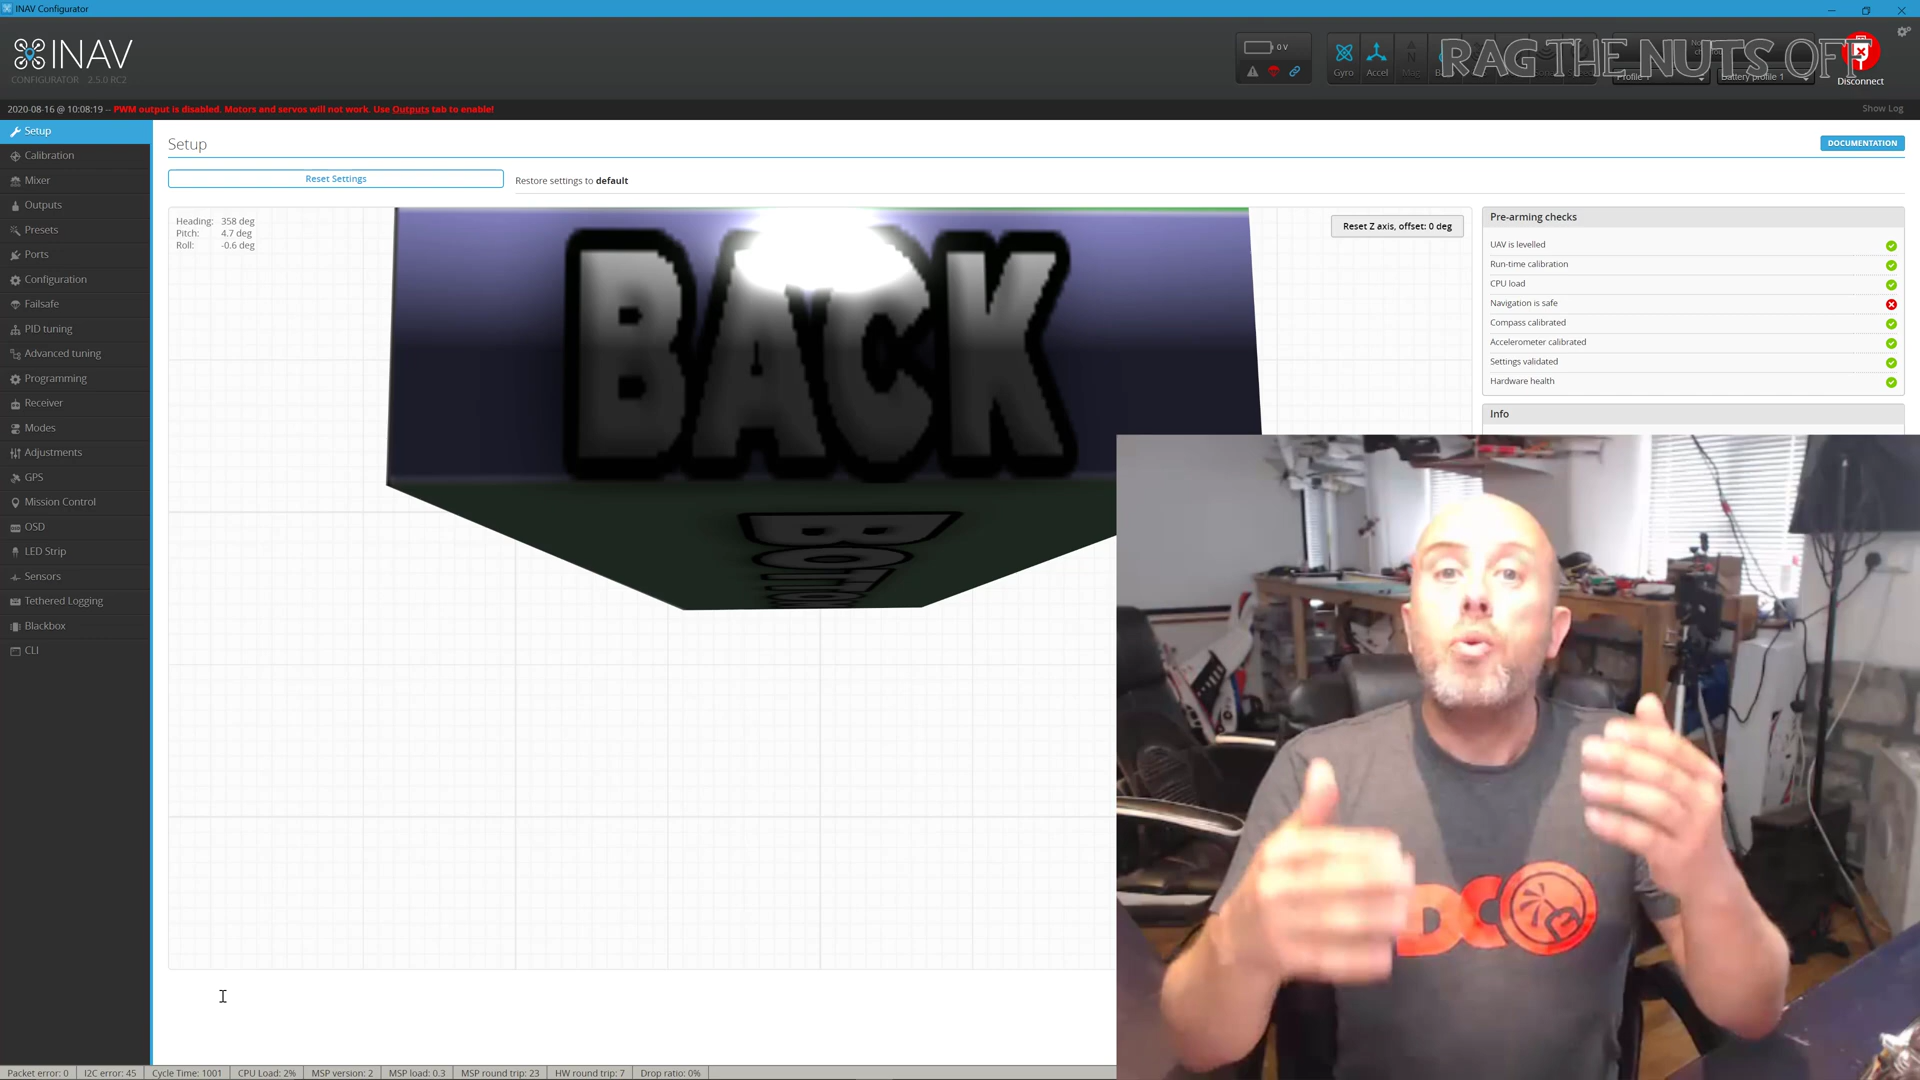 INAV Configurator
INAV
CONFIGURATOR 2.5.0 RC2
0 V
Gyro
Accel
Mag
RAG THE NUTS OFF
Battery profile 1
Disconnect
2020-08-16 @ 10:08:19 -- PWM output is disabled. Motors and servos will not work. Use Outputs tab to enable!
Show Log
Setup
Calibration
Mixer
Outputs
Presets
Ports
Configuration
Failsafe
PID tuning
Advanced tuning
Programming
Receiver
Modes
Adjustments
GPS
Mission Control
OSD
LED Strip
Sensors
Tethered Logging
Blackbox
CLI
Setup
DOCUMENTATION
Reset Settings
Restore settings to default
Heading: 358 deg
Pitch: 4.7 deg
Roll: -0.6 deg
Reset Z axis, offset: 0 deg
BACK
BOTTOM
Pre-arming checks
UAV is levelled
Run-time calibration
CPU load
Navigation is safe
Compass calibrated
Accelerometer calibrated
Settings validated
Hardware health
Info
DCO
Packet error: 0
I2C error: 45
Cycle Time: 1001
CPU Load: 2%
MSP version: 2
MSP load: 0.3
MSP round trip: 23
HW round trip: 7
Drop ratio: 0%